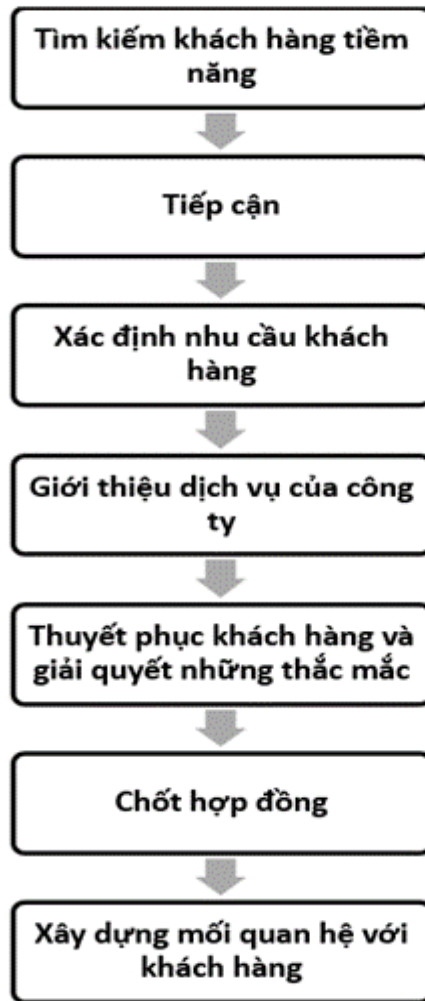 Tìm kiếm khách hàng tiềm
năng
Tiếp cận
Xác định nhu cầu khách
hàng
Giới thiệu dịch vụ của công
ty
Thuyết phục khách hàng và
giải quyết những thắc mắc
Chốt hợp đồng
Xây dựng mối quan hệ với
khách hàng